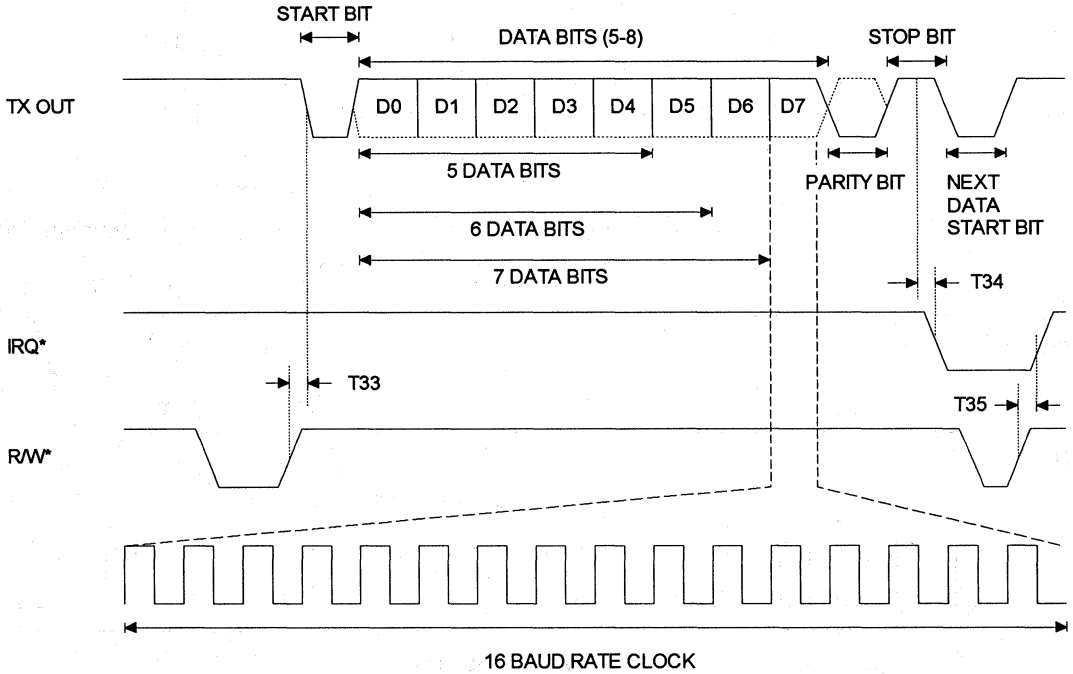 START BIT
DATA BITS (5-8)
STOP BIT
TX OUT
D0 D1 D2 D3 D4 D5 D6 D7
5 DATA BITS
PARITY BIT
NEXT
DATA
START BIT
6 DATA BITS
7 DATA BITS
T34
IRQ*
T33
T35
R/W*
16 BAUD RATE CLOCK